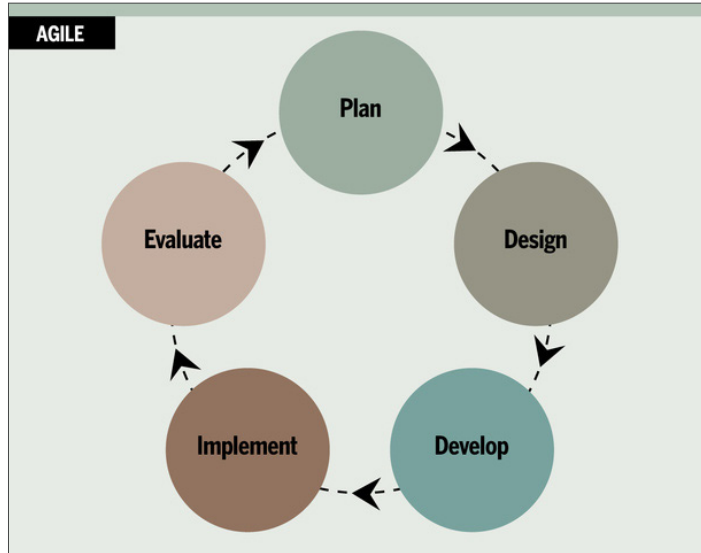 AGILE
Plan
Design
Develop
Implement
Evaluate